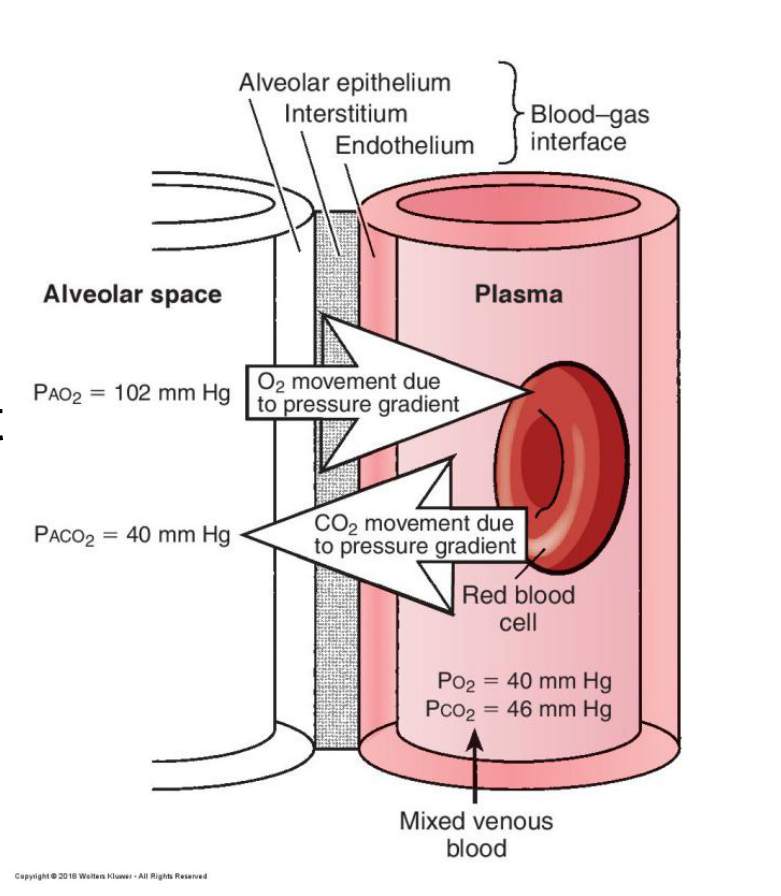 Alveolar epithelium
Interstitium
Endothelium
Blood–gas
interface
Alveolar space
Plasma
PAO₂ = 102 mm Hg
O₂ movement due
to pressure gradient
PACO₂ = 40 mm Hg
CO₂ movement due
to pressure gradient
Red blood
cell
PO₂ = 40 mm Hg
PCO₂ = 46 mm Hg
Mixed venous
blood
Copyright © 2018 Wolters Kluwer - All Rights Reserved